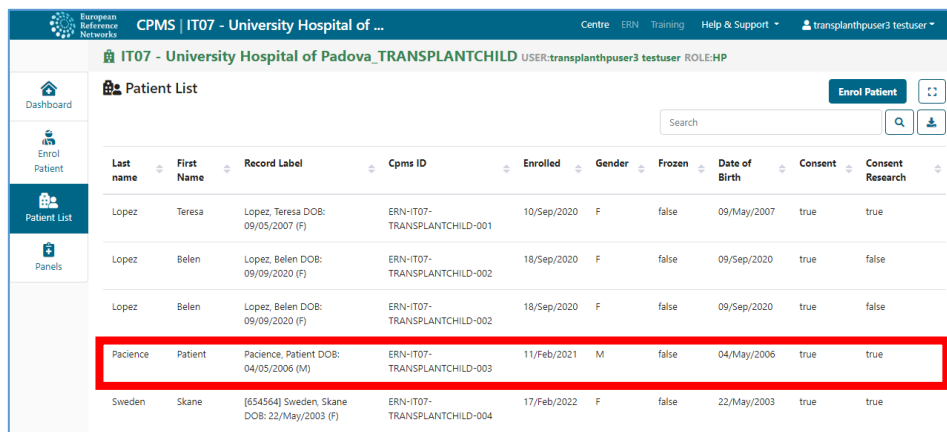 European
Reference
Networks
CPMS | IT07 - University Hospital of ...
Centre ERN Training Help & Support transplanthpuser3 testuser
IT07 - University Hospital of Padova_TRANSPLANTCHILD USER:transplanthpuser3 testuser ROLE:HP
Dashboard
Enrol
Patient
Patient List
Panels
Patient List
Enrol Patient
Search
Last name First Name Record Label Cpms ID Enrolled Gender Frozen Date of Birth Consent Consent Research
Lopez Teresa Lopez, Teresa DOB: 09/05/2007 (F) ERN-IT07-TRANSPLANTCHILD-001 10/Sep/2020 F false 09/May/2007 true true
Lopez Belen Lopez, Belen DOB: 09/09/2020 (F) ERN-IT07-TRANSPLANTCHILD-002 18/Sep/2020 F false 09/Sep/2020 true false
Lopez Belen Lopez, Belen DOB: 09/09/2020 (F) ERN-IT07-TRANSPLANTCHILD-002 18/Sep/2020 F false 09/Sep/2020 true false
Pacience Patient Pacience, Patient DOB: 04/05/2006 (M) ERN-IT07-TRANSPLANTCHILD-003 11/Feb/2021 M false 04/May/2006 true true
Sweden Skane [654564] Sweden, Skane DOB: 22/May/2003 (F) ERN-IT07-TRANSPLANTCHILD-004 17/Feb/2022 F false 22/May/2003 true true